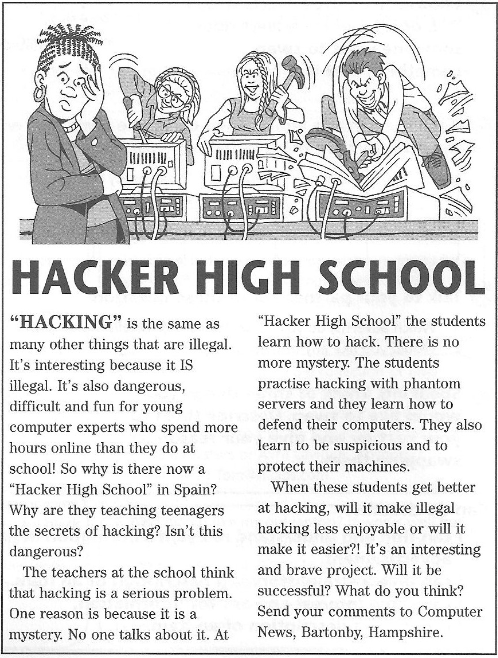 HACKER HIGH SCHOOL
“HACKING” is the same as
many other things that are illegal.
It’s interesting because it IS
illegal. It’s also dangerous,
difficult and fun for young
computer experts who spend more
hours online than they do at
school! So why is there now a
“Hacker High School” in Spain?
Why are they teaching teenagers
the secrets of hacking? Isn’t this
dangerous?
The teachers at the school think
that hacking is a serious problem.
One reason is because it is a
mystery. No one talks about it. At
“Hacker High School” the students
learn how to hack. There is no
more mystery. The students
practise hacking with phantom
servers and they learn how to
defend their computers. They also
learn to be suspicious and to
protect their machines.
When these students get better
at hacking, will it make illegal
hacking less enjoyable or will it
make it easier?! It’s an interesting
and brave project. Will it be
successful? What do you think?
Send your comments to Computer
News, Bartonby, Hampshire.